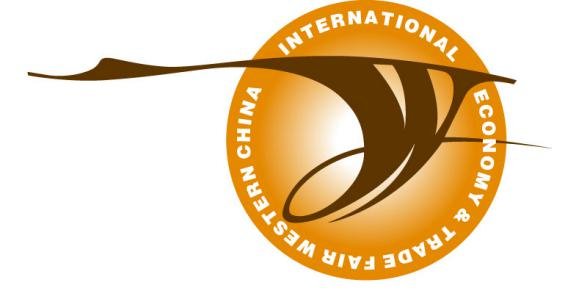 WESTERN CHINA INTERNATIONAL ECONOMY & TRADE FAIR